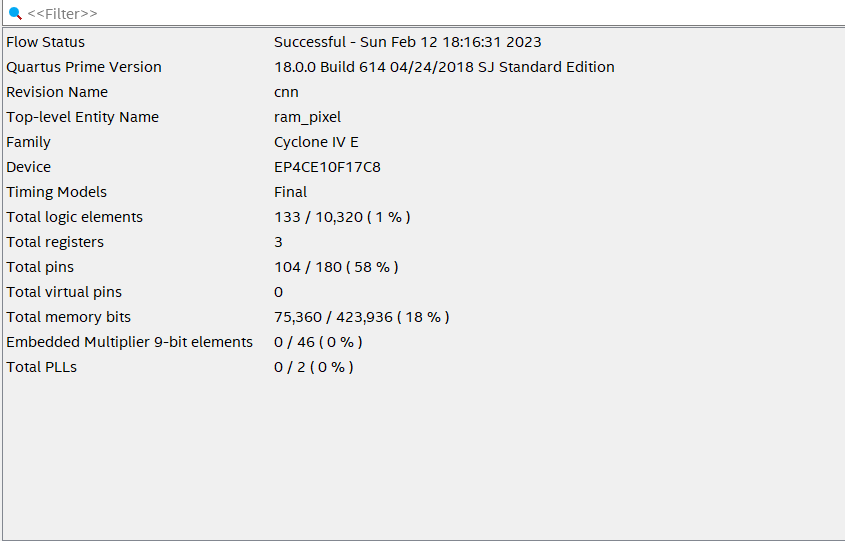 <<Filter>>
Flow Status Successful - Sun Feb 12 18:16:31 2023
Quartus Prime Version 18.0.0 Build 614 04/24/2018 SJ Standard Edition
Revision Name cnn
Top-level Entity Name ram_pixel
Family Cyclone IV E
Device EP4CE10F17C8
Timing Models Final
Total logic elements 133 / 10,320 ( 1 % )
Total registers 3
Total pins 104 / 180 ( 58 % )
Total virtual pins 0
Total memory bits 75,360 / 423,936 ( 18 % )
Embedded Multiplier 9-bit elements 0 / 46 ( 0 % )
Total PLLs 0 / 2 ( 0 % )